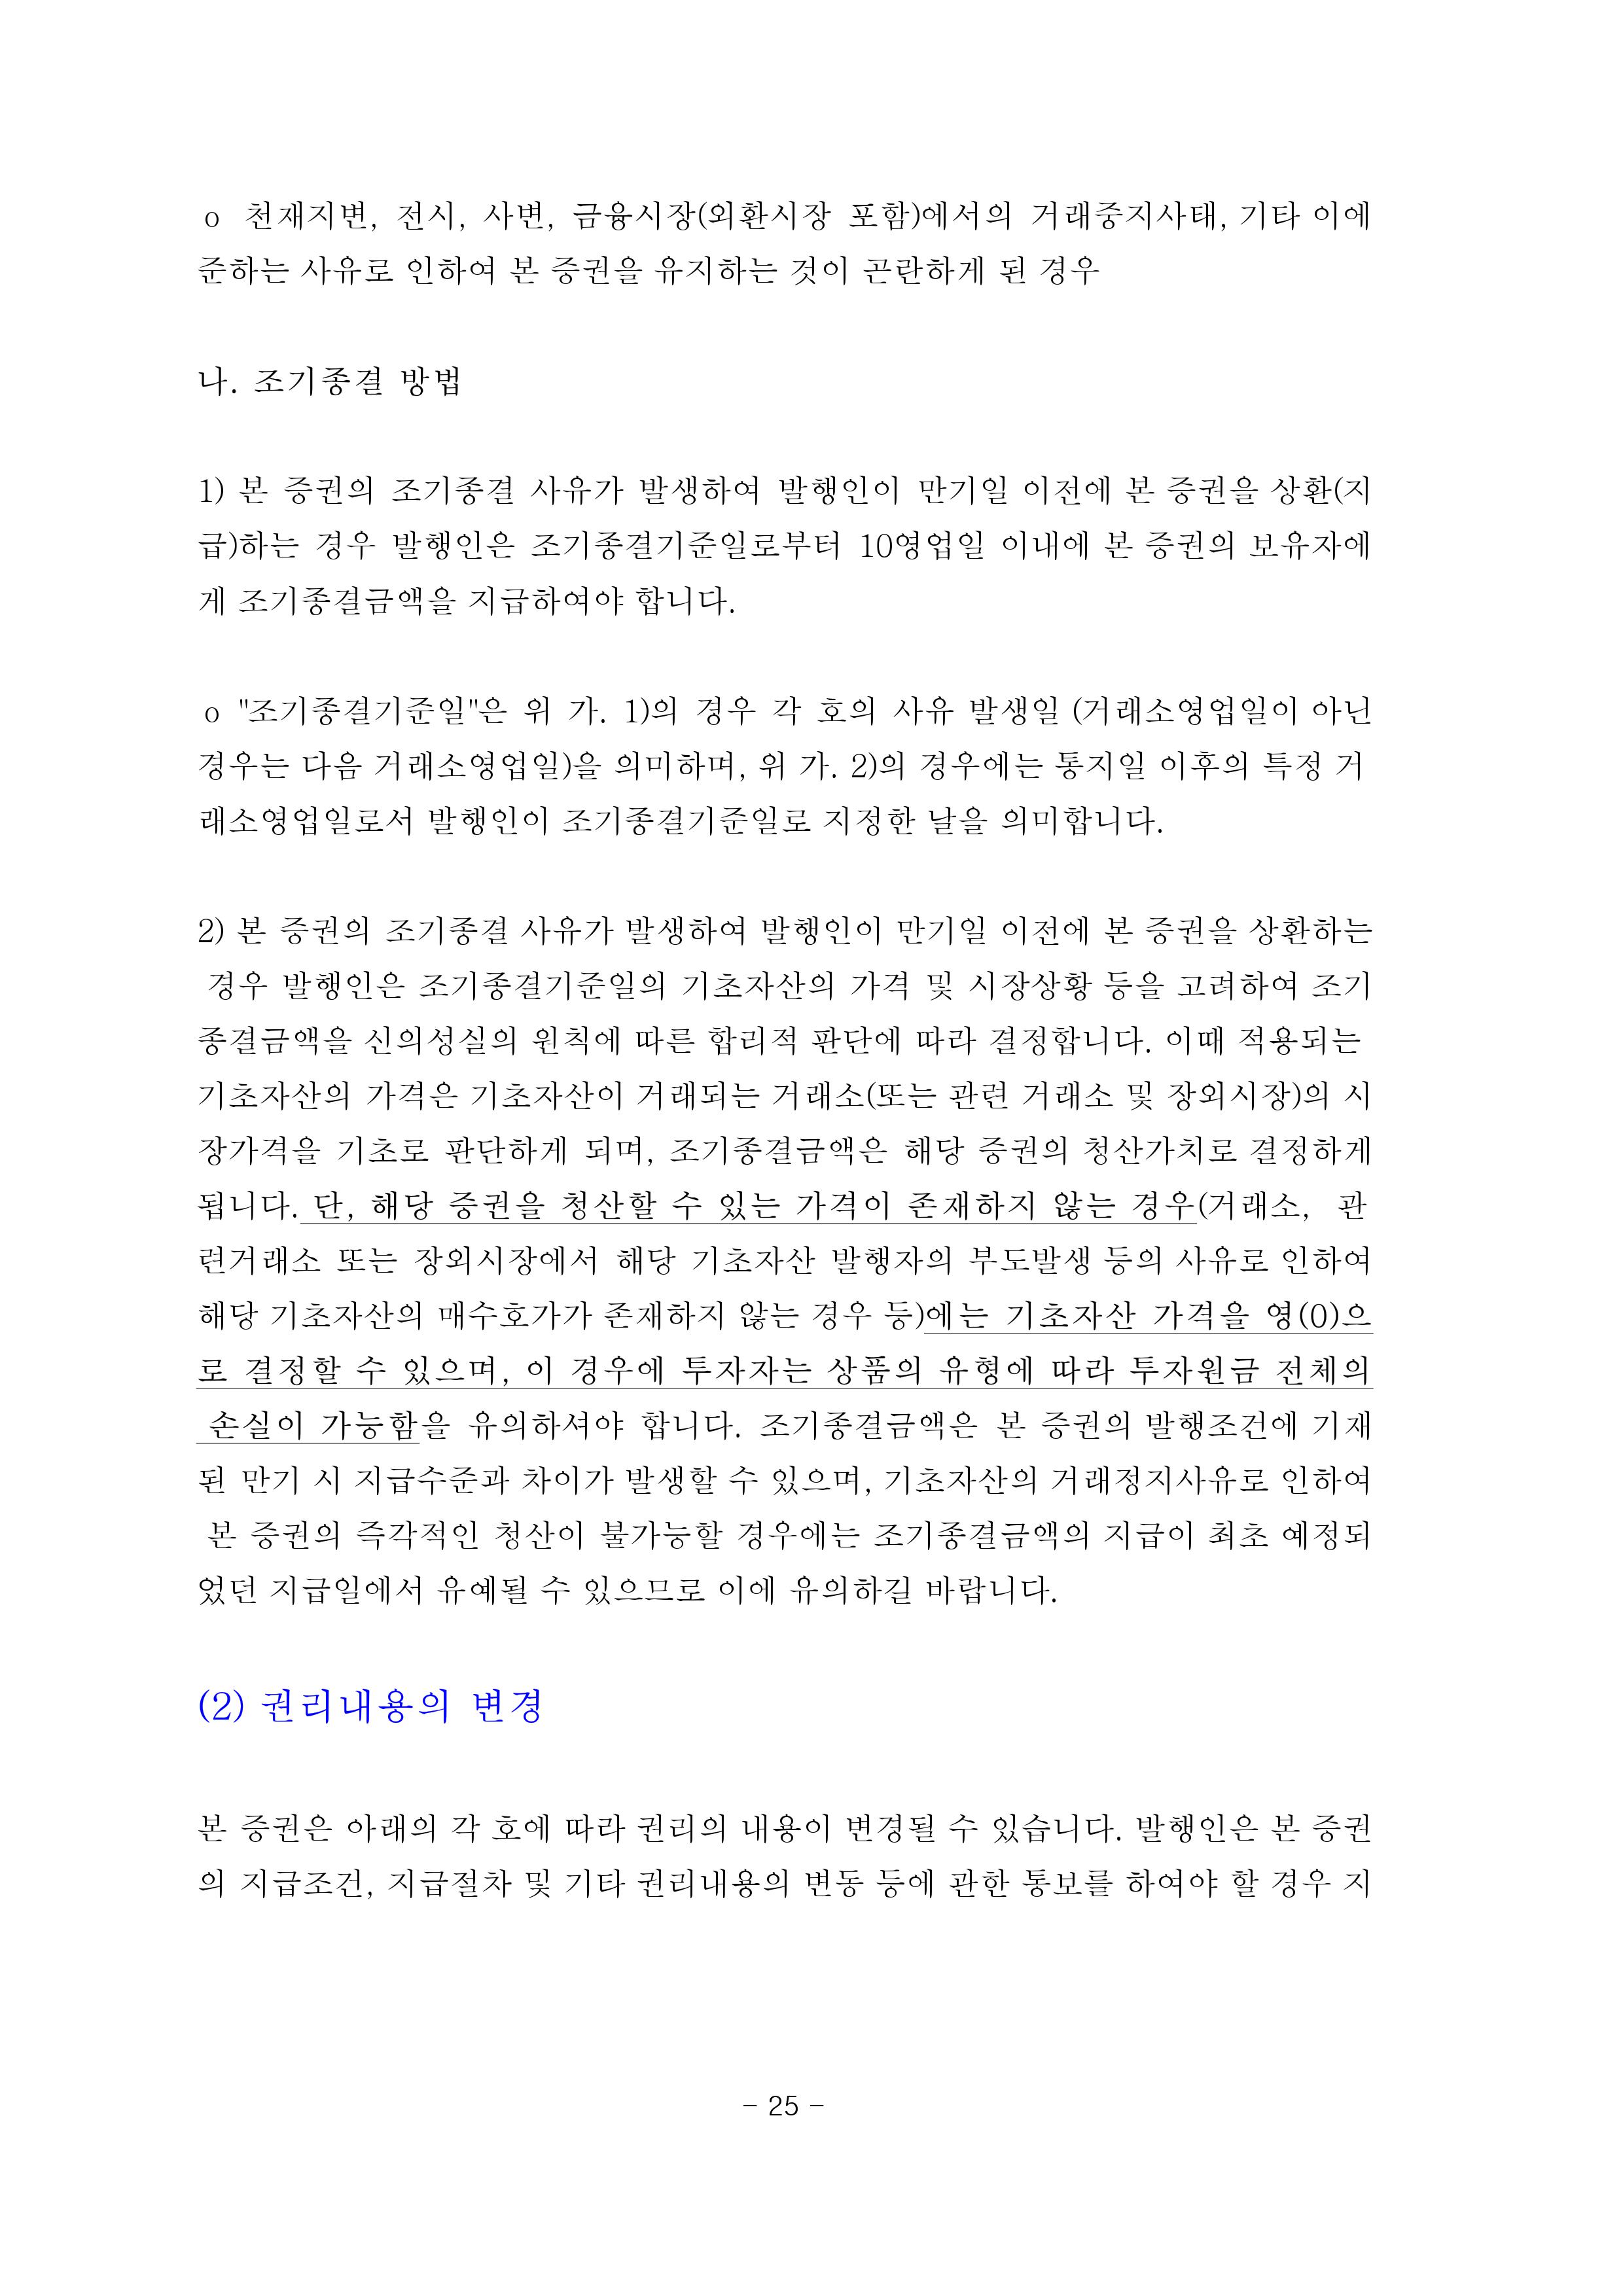 o 천재지변, 전시, 사변, 금융시장(외환시장 포함)에서의 거래중지사태, 기타 이에
준하는 사유로 인하여 본 증권을 유지하는 것이 곤란하게 된 경우
나. 조기종결 방법
1) 본 증권의 조기종결 사유가 발생하여 발행인이 만기일 이전에 본 증권을 상환(지
급)하는 경우 발행인은 조기종결기준일로부터 10영업일 이내에 본 증권의 보유자에
게 조기종결금액을 지급하여야 합니다.
o "조기종결기준일"은 위 가. 1)의 경우 각 호의 사유 발생일 (거래소영업일이 아닌
경우는 다음 거래소영업일)을 의미하며, 위 가. 2)의 경우에는 통지일 이후의 특정 거
래소영업일로서 발행인이 조기종결기준일로 지정한 날을 의미합니다.
2) 본 증권의 조기종결 사유가 발생하여 발행인이 만기일 이전에 본 증권을 상환하는
경우 발행인은 조기종결기준일의 기초자산의 가격 및 시장상황 등을 고려하여 조기
종결금액을 신의성실의 원칙에 따른 합리적 판단에 따라 결정합니다. 이때 적용되는
기초자산의 가격은 기초자산이 거래되는 거래소(또는 관련 거래소 및 장외시장)의 시
장가격을 기초로 판단하게 되며, 조기종결금액은 해당 증권의 청산가치로 결정하게
됩니다. 단, 해당 증권을 청산할 수 있는 가격이 존재하지 않는 경우(거래소, 관
련거래소 또는 장외시장에서 해당 기초자산 발행자의 부도발생 등의 사유로 인하여
해당 기초자산의 매수호가가 존재하지 않는 경우 등)에는 기초자산 가격을 영(0)으
로 결정할 수 있으며, 이 경우에 투자자는 상품의 유형에 따라 투자원금 전체의
손실이 가능함을 유의하셔야 합니다. 조기종결금액은 본 증권의 발행조건에 기재
된 만기 시 지급수준과 차이가 발생할 수 있으며, 기초자산의 거래정지사유로 인하여
본 증권의 즉각적인 청산이 불가능할 경우에는 조기종결금액의 지급이 최초 예정되
었던 지급일에서 유예될 수 있으므로 이에 유의하길 바랍니다.
(2) 권리내용의 변경
본 증권은 아래의 각 호에 따라 권리의 내용이 변경될 수 있습니다. 발행인은 본 증권
의 지급조건, 지급절차 및 기타 권리내용의 변동 등에 관한 통보를 하여야 할 경우 지
- 25 -